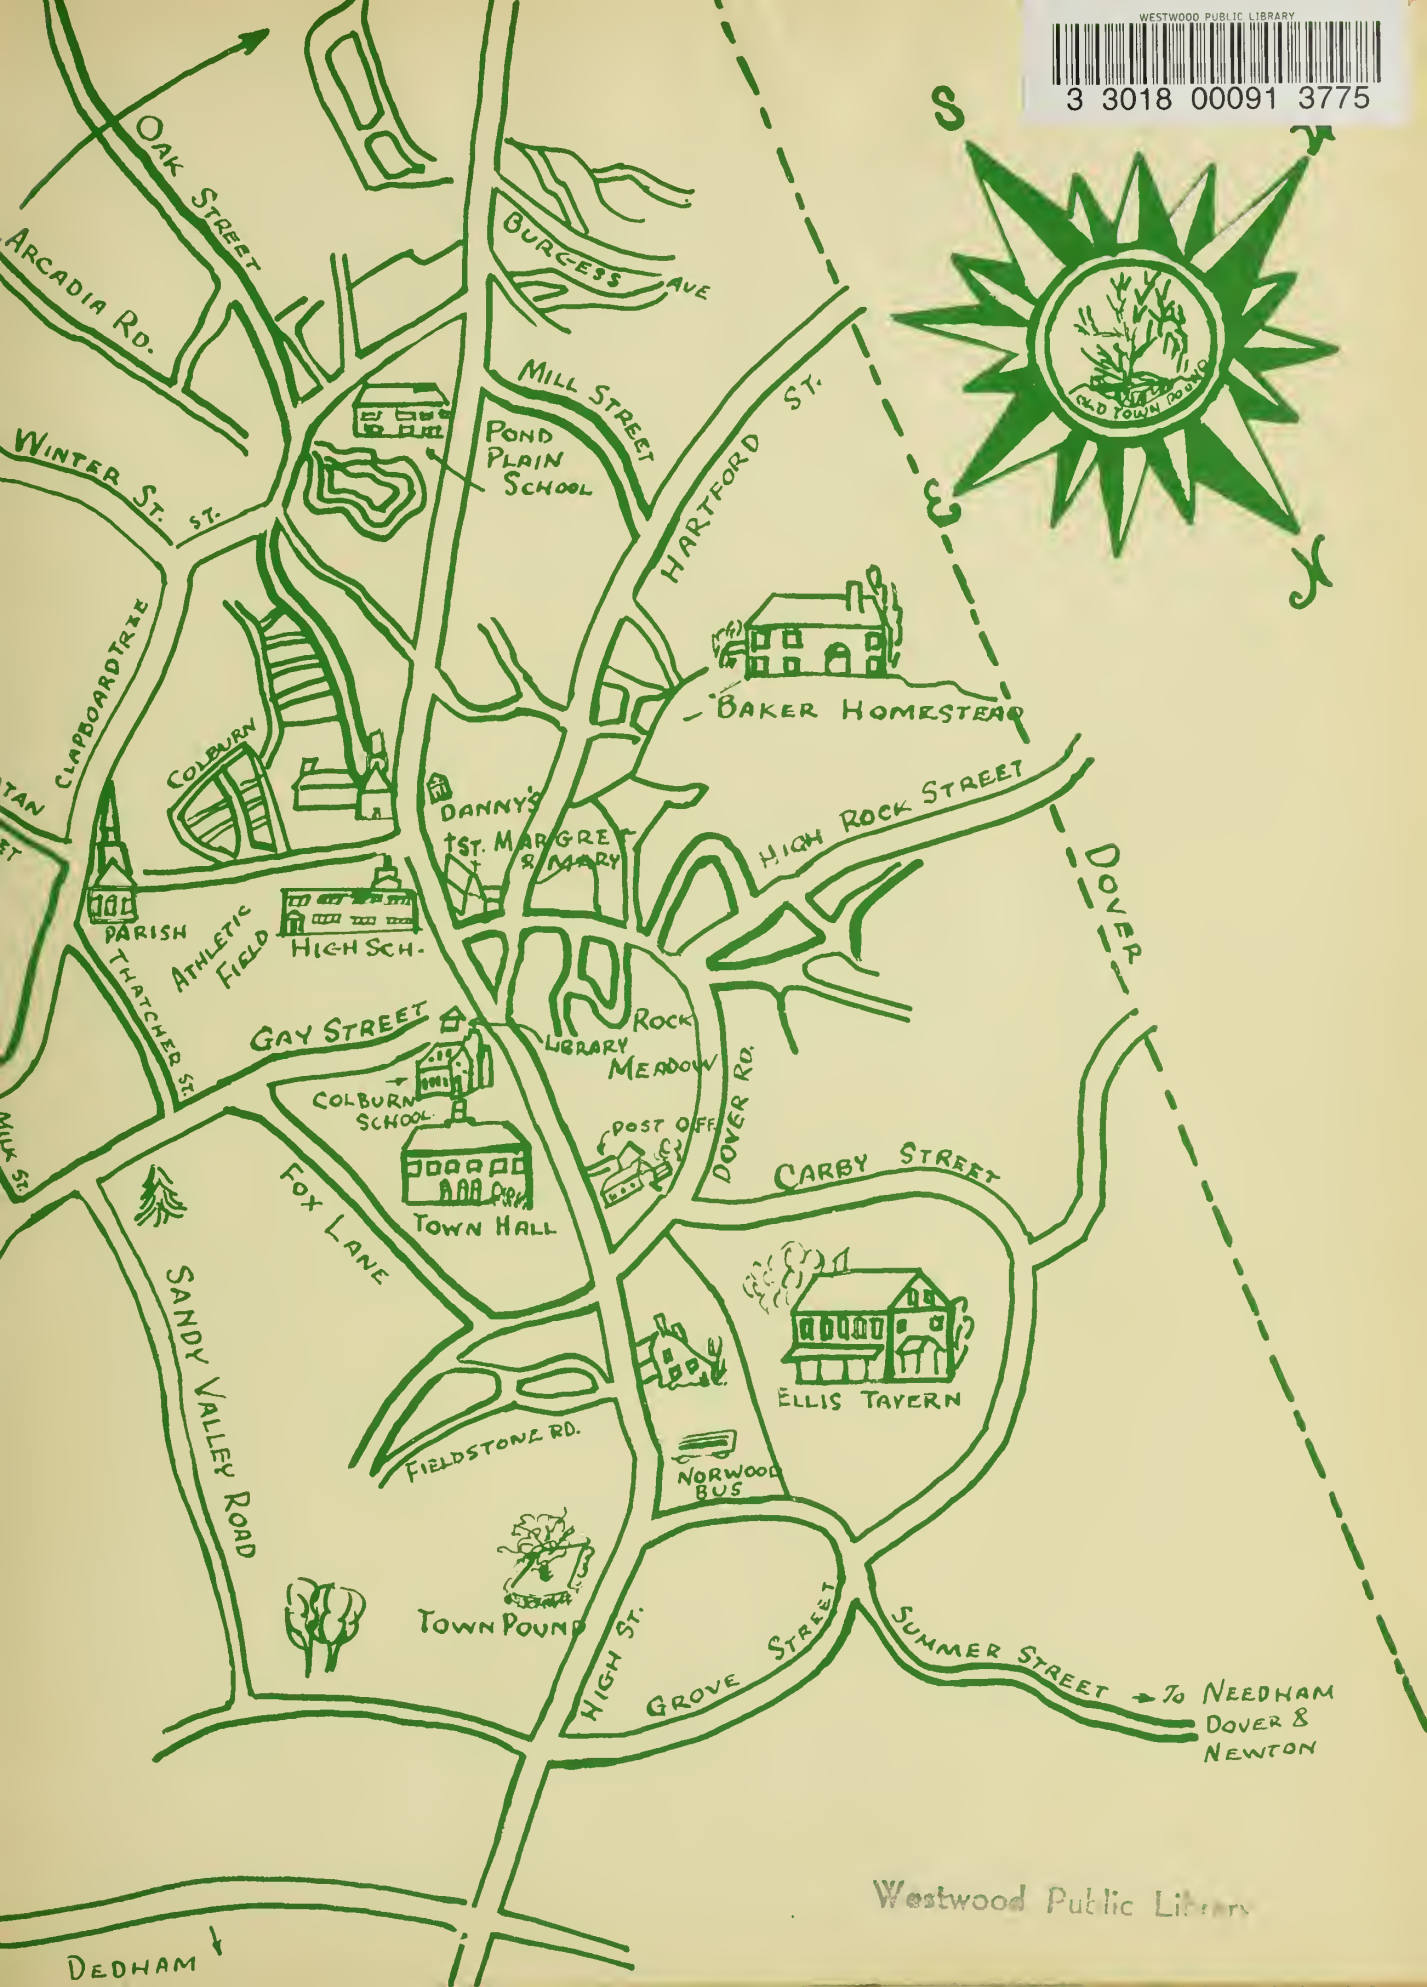 WESTWOOD PUBLIC LIBRARY
3 3018 00091 3775
S
W
E
N
OLD TOWN POUND
OAK STREET
ARCADIA RD.
BURGESS AVE
MILL STREET
HARTFORD ST.
WINTER ST.
ST.
POND
PLAIN
SCHOOL
CLAPBOARDTREE
BAKER HOMESTEAD
COLBURN
DANNY'S
ST. MARGRET
& MARY
HIGH ROCK STREET
DOVER
PARISH
ATHLETIC
FIELD
HIGH SCH.
THATCHER ST.
GAY STREET
LIBRARY
ROCK
MEADOW
COLBURN
SCHOOL.
POST OFF.
DOVER RD.
MILK ST.
CARBY STREET
TOWN HALL
FOX LANE
SANDY VALLEY ROAD
ELLIS TAVERN
FIELDSTONE RD.
NORWOOD
BUS
TOWN POUND
HIGH ST.
GROVE STREET
SUMMER STREET
To NEEDHAM
DOVER &
NEWTON
Westwood Public Library
DEDHAM